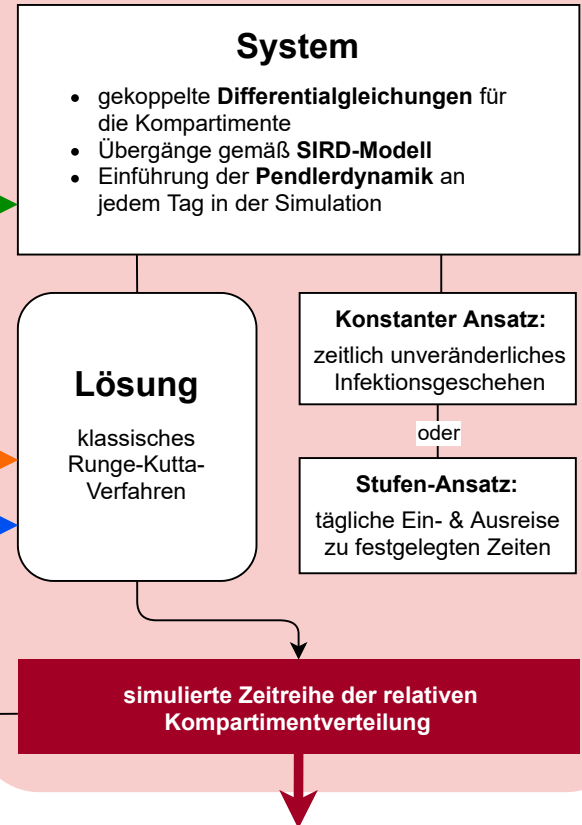 System
• gekoppelte Differentialgleichungen für
die Kompartimente
• Übergänge gemäß SIRD-Modell
• Einführung der Pendlerdynamik an
jedem Tag in der Simulation
Lösung
klassisches
Runge-Kutta-
Verfahren
Konstanter Ansatz:
zeitlich unveränderliches
Infektionsgeschehen
oder
Stufen-Ansatz:
tägliche Ein- & Ausreise
zu festgelegten Zeiten
simulierte Zeitreihe der relativen
Kompartimentverteilung